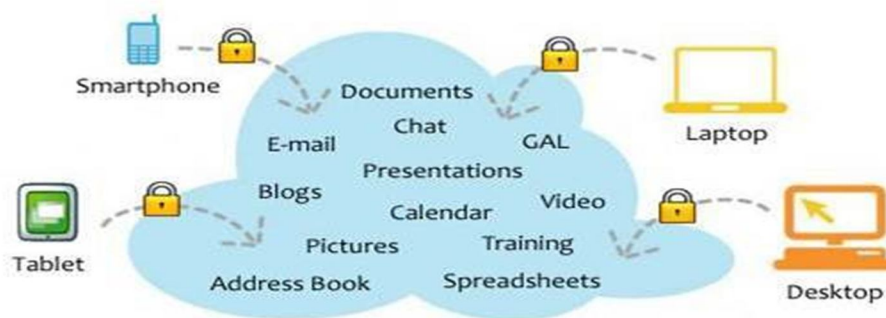 Smartphone
Documents
Chat
E-mail
GAL
Laptop
Presentations
Blogs
Video
Calendar
Pictures
Training
Tablet
Address Book
Spreadsheets
Desktop